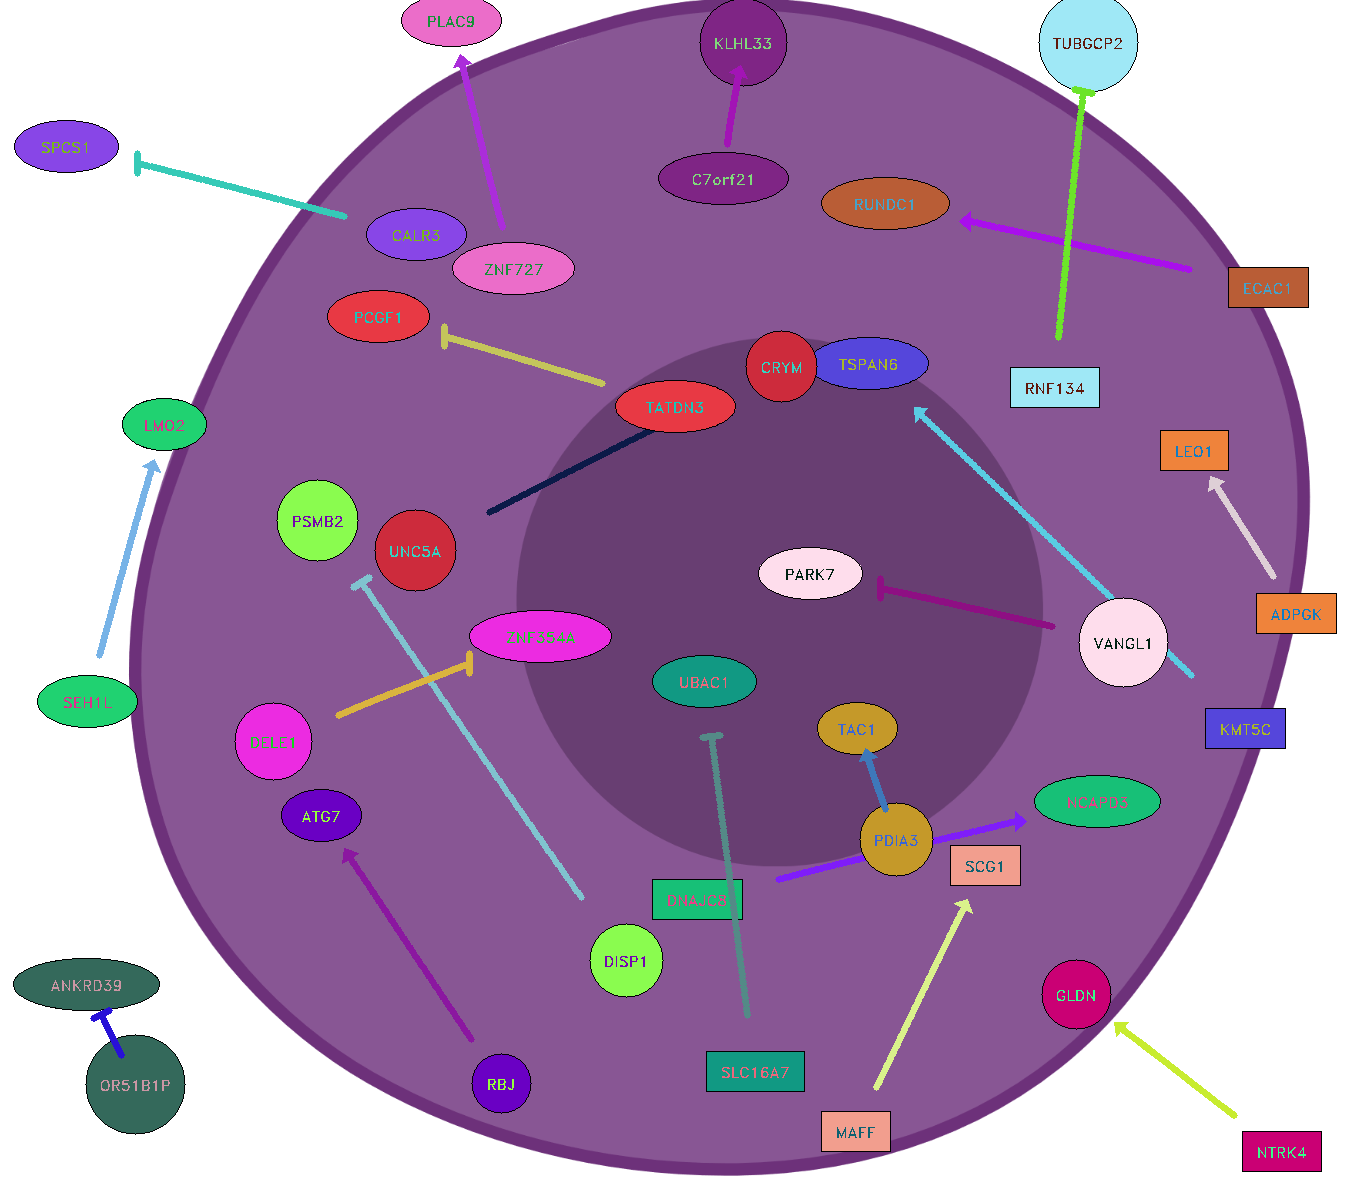 PLAC9
KLHL33
TUBGCP2
SPCS1
C7orf21
RUNDC1
CALR3
ZNF727
ECAC1
PCGF1
CRYM
TSPAN6
RNF134
TATDN3
LMO2
LEO1
PSMB2
UNC5A
PARK7
ADPGK
ZNF354A
VANGL1
UBAC1
SEH1L
TAC1
KMT5C
NCAPD3
ATG7
PDIA3
SCG1
DNAJC8
DISP1
ANKRD39
GLDN
SLC16A7
OR51B1P
RBJ
MAFF
NTRK4